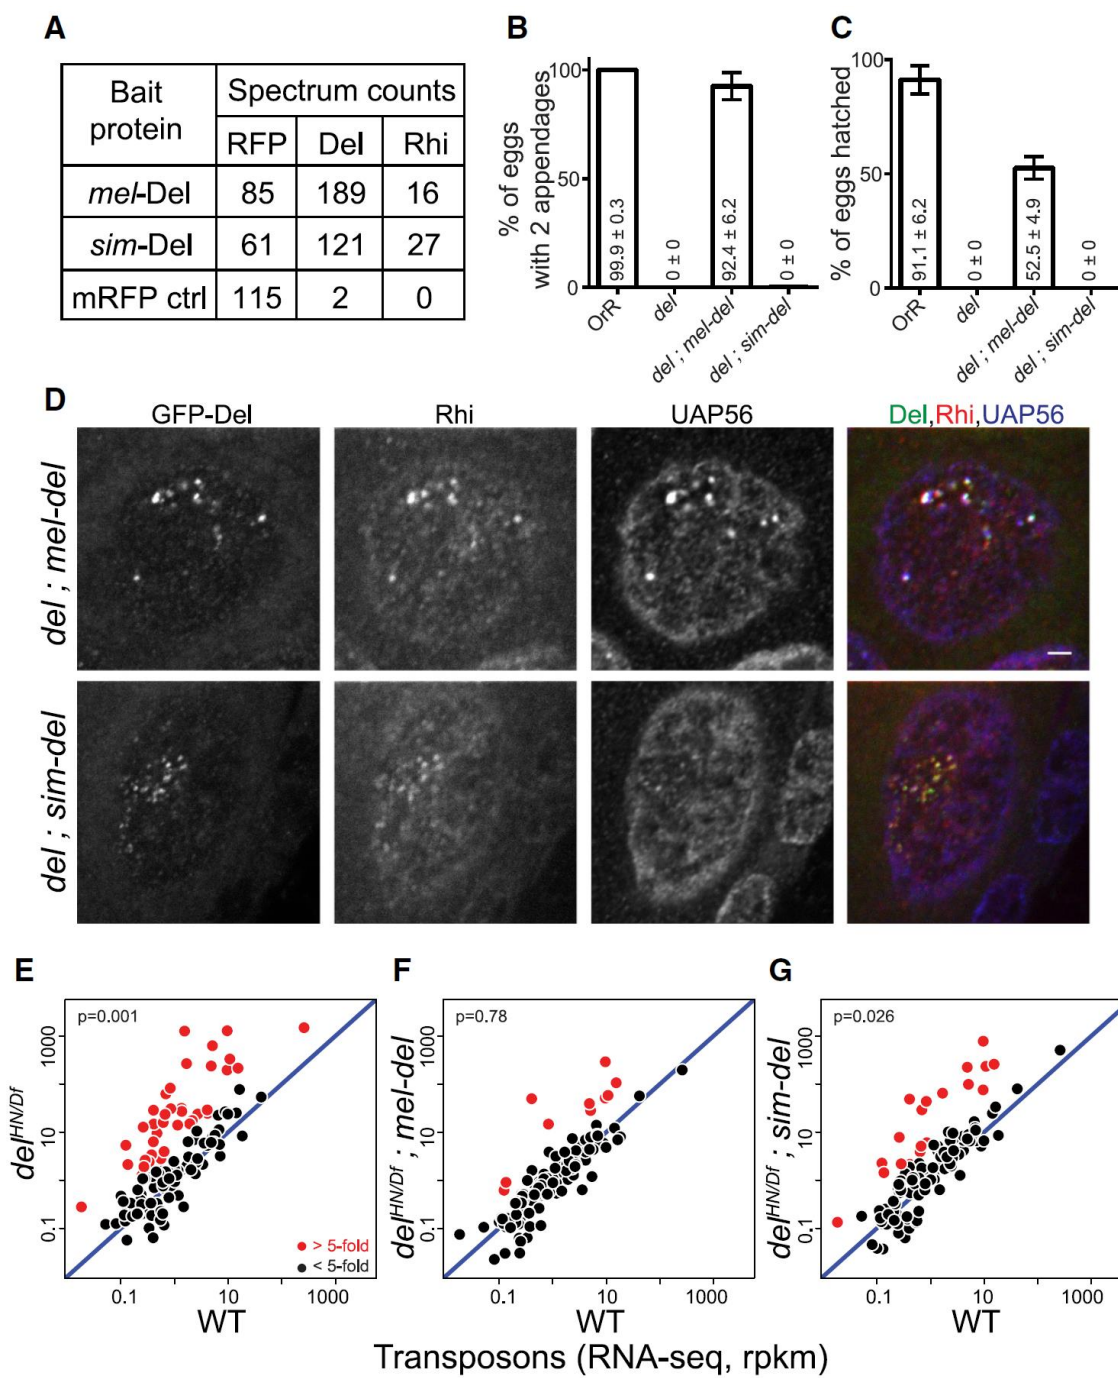 A
Bait protein
Spectrum counts
RFP Del Rhi
mel-Del 85 189 16
sim-Del 61 121 27
mRFP ctrl 115 2 0
B
% of eggs
with 2 appendages
100
50
0
99.9 ± 0.3
0 ± 0
92.4 ± 6.2
0 ± 0
OrR
del
del ; mel-del
del ; sim-del
C
% of eggs hatched
100
50
0
91.1 ± 6.2
0 ± 0
52.5 ± 4.9
0 ± 0
OrR
del
del ; mel-del
del ; sim-del
D
GFP-Del Rhi UAP56 Del,Rhi,UAP56
del ; mel-del
del ; sim-del
E
p=0.001
delHN/Df
1000
10
0.1
> 5-fold
< 5-fold
0.1 10 1000
WT
F
p=0.78
delHN/Df ; mel-del
1000
10
0.1
0.1 10 1000
WT
G
p=0.026
delHN/Df ; sim-del
1000
10
0.1
0.1 10 1000
WT
Transposons (RNA-seq, rpkm)